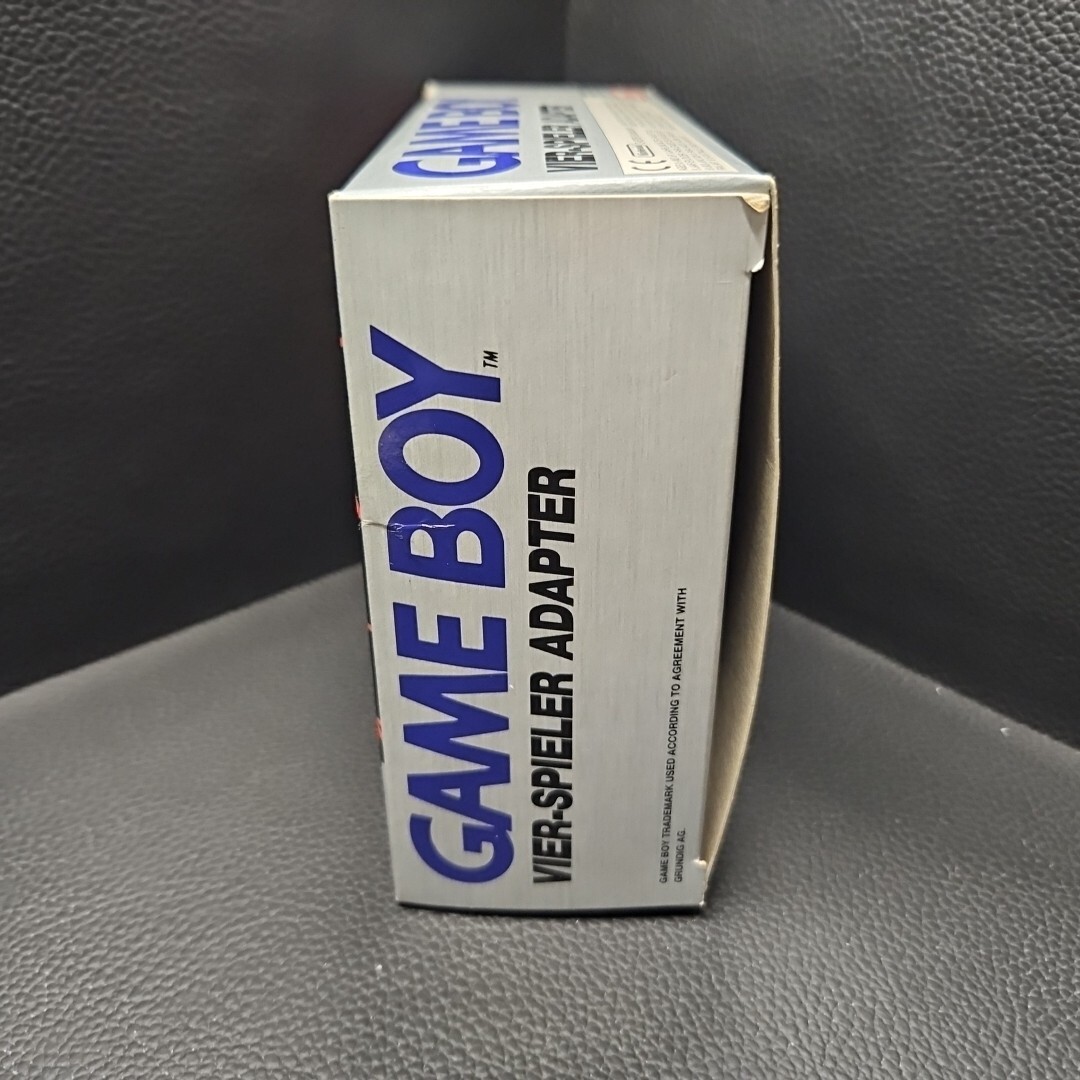 GAME BOY
VIER-SPIELER ADAPTER
CE
GAME BOY™
VIER-SPIELER ADAPTER
GAME BOY TRADEMARK USED ACCORDING TO AGREEMENT WITH
GRUNDIG AG.